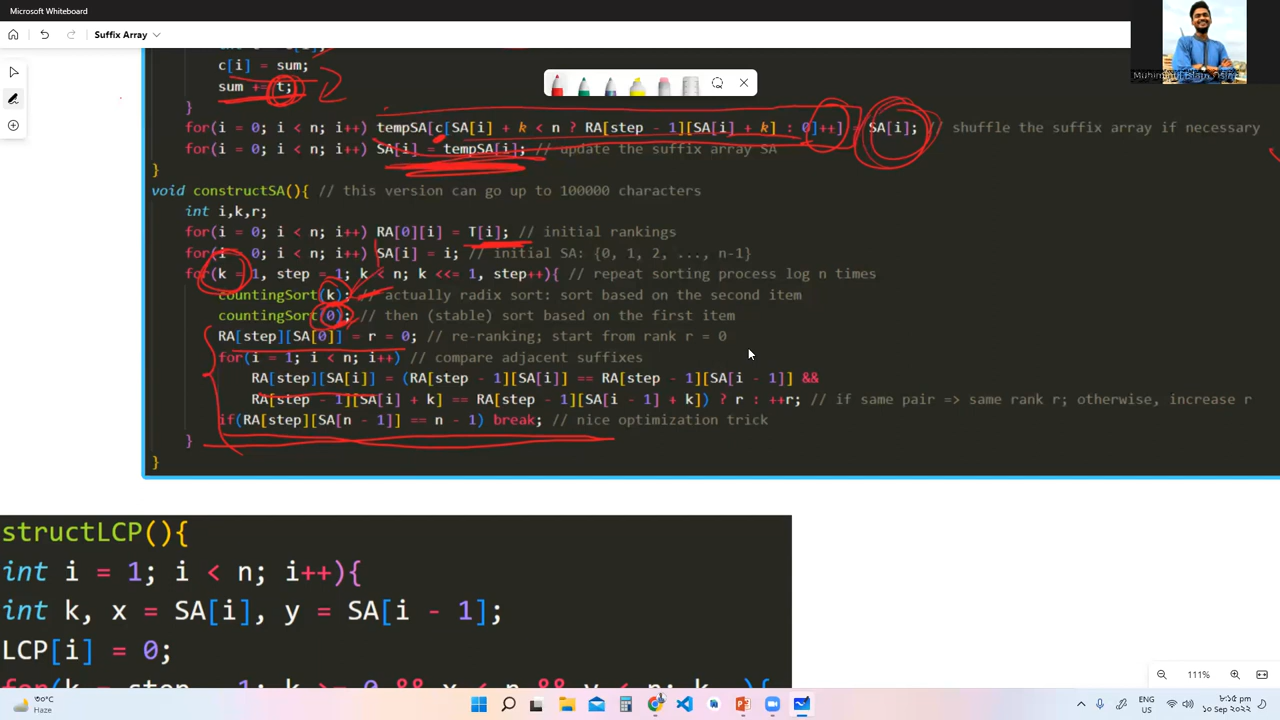 Microsoft Whiteboard
Suffix Array
c[i] = sum;
sum += t;
}
for(i = 0; i < n; i++) tempSA[c[SA[i] + k < n ? RA[step - 1][SA[i] + k] : 0]++] = SA[i]; // shuffle the suffix array if necessary
for(i = 0; i < n; i++) SA[i] = tempSA[i]; // update the suffix array SA
}
void constructSA(){ // this version can go up to 100000 characters
int i,k,r;
for(i = 0; i < n; i++) RA[0][i] = T[i]; // initial rankings
for(i = 0; i < n; i++) SA[i] = i; // initial SA: {0, 1, 2, ..., n-1}
for(k = 1, step = 1; k < n; k <<= 1, step++){ // repeat sorting process log n times
countingSort(k); // actually radix sort: sort based on the second item
countingSort(0); // then (stable) sort based on the first item
RA[step][SA[0]] = r = 0; // re-ranking; start from rank r = 0
for(i = 1; i < n; i++) // compare adjacent suffixes
RA[step][SA[i]] = (RA[step - 1][SA[i]] == RA[step - 1][SA[i - 1]] &&
RA[step - 1][SA[i] + k] == RA[step - 1][SA[i - 1] + k]) ? r : ++r; // if same pair => same rank r; otherwise, increase r
if(RA[step][SA[n - 1]] == n - 1) break; // nice optimization trick
}
}
structLCP(){
int i = 1; i < n; i++){
int k, x = SA[i], y = SA[i - 1];
LCP[i] = 0;
for(k = step - 1; k >= 0 && x < n && y < n; k
111%
৩০°C
Haze
ENG
US
১০ সেপ ২০২২